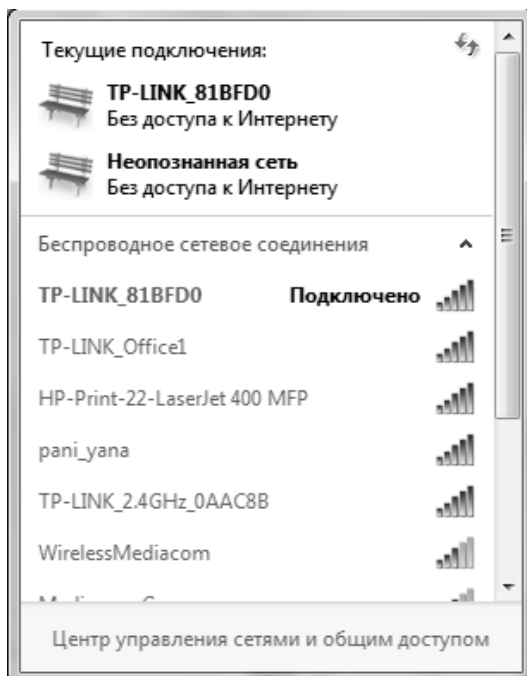 Текущие подключения:
TP-LINK_81BFD0
Без доступа к Интернету
Неопознанная сеть
Без доступа к Интернету
Беспроводное сетевое соединения
TP-LINK_81BFD0 Подключено
TP-LINK_Office1
HP-Print-22-LaserJet 400 MFP
pani_yana
TP-LINK_2.4GHz_0AAC8B
WirelessMediacom
Центр управления сетями и общим доступом